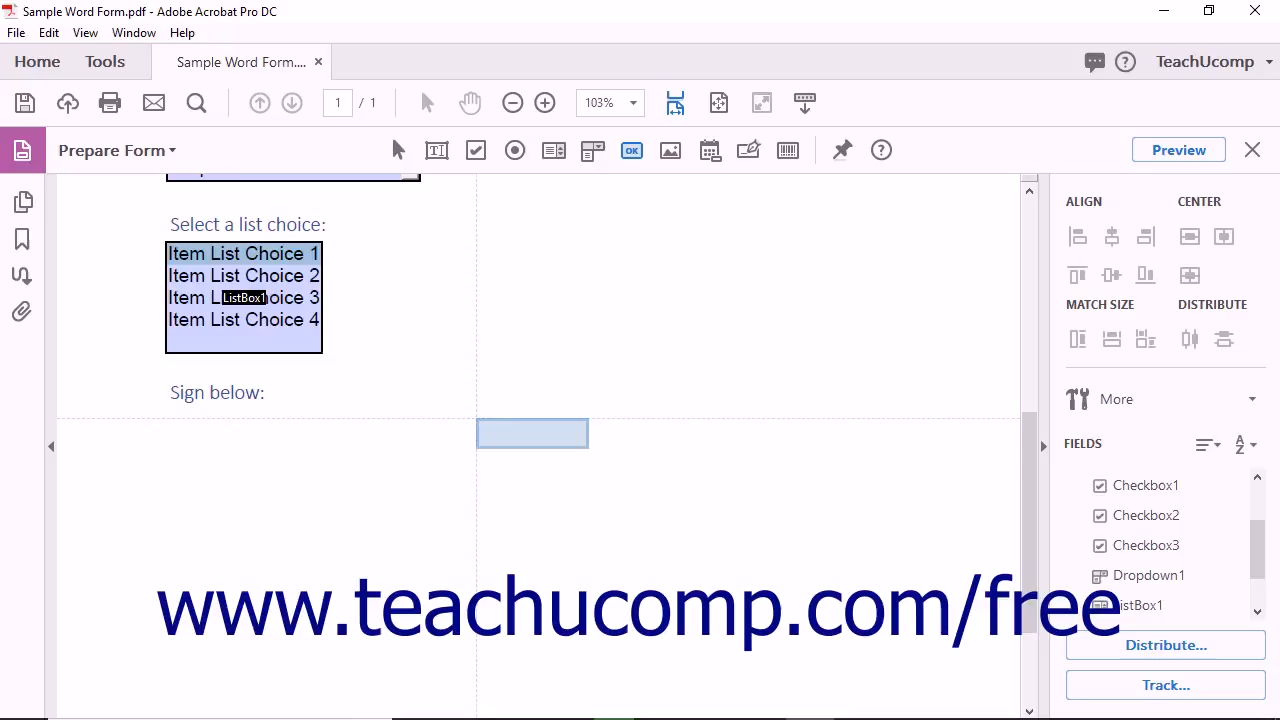 Sample Word Form.pdf - Adobe Acrobat Pro DC
File Edit View Window Help
Home Tools Sample Word Form.... TeachUcomp
1 / 1 103%
Prepare Form OK Preview
ALIGN CENTER
Select a list choice:
Item List Choice 1
Item List Choice 2
ListBox1
Item List Choice 4
MATCH SIZE DISTRIBUTE
Sign below:
More
FIELDS
Checkbox1
Checkbox2
Checkbox3
Dropdown1
ListBox1
Distribute...
Track...
www.teachucomp.com/free